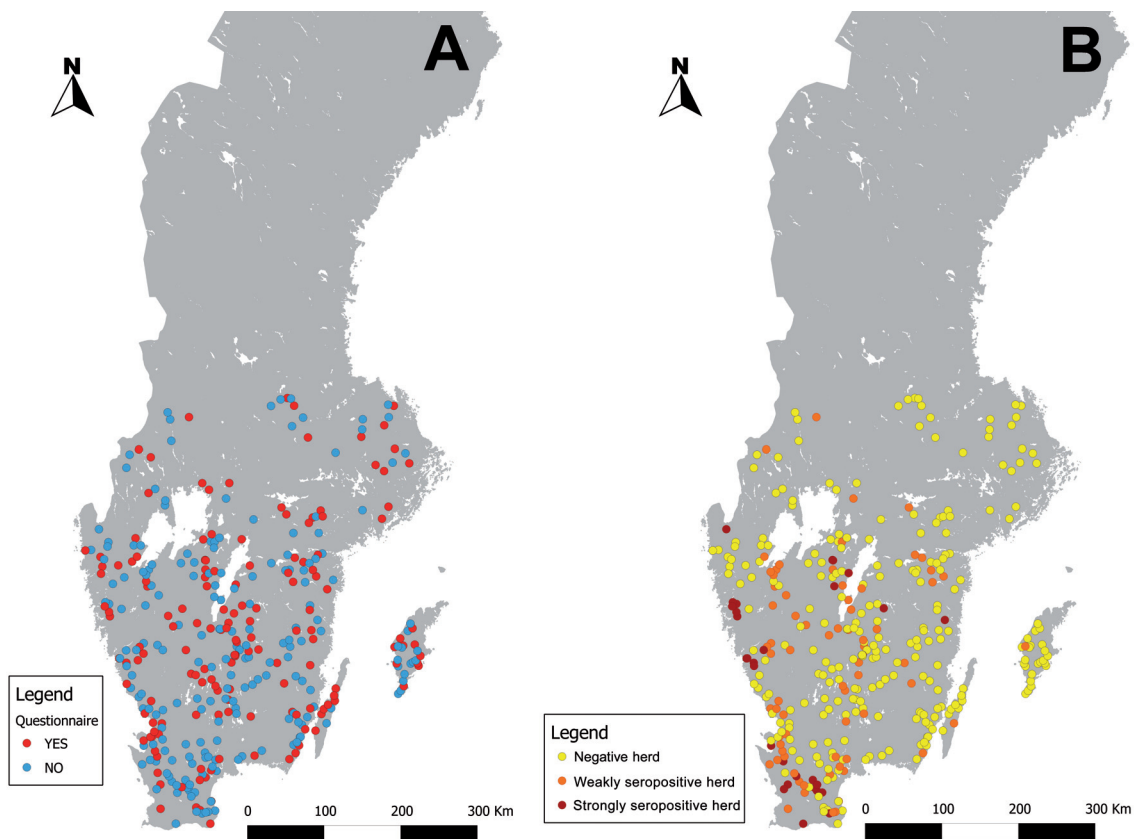 A
N
Legend
Questionnaire
YES
NO
0 100 200 300 Km
B
N
Legend
Negative herd
Weakly seropositive herd
Strongly seropositive herd
0 100 200 300 Km